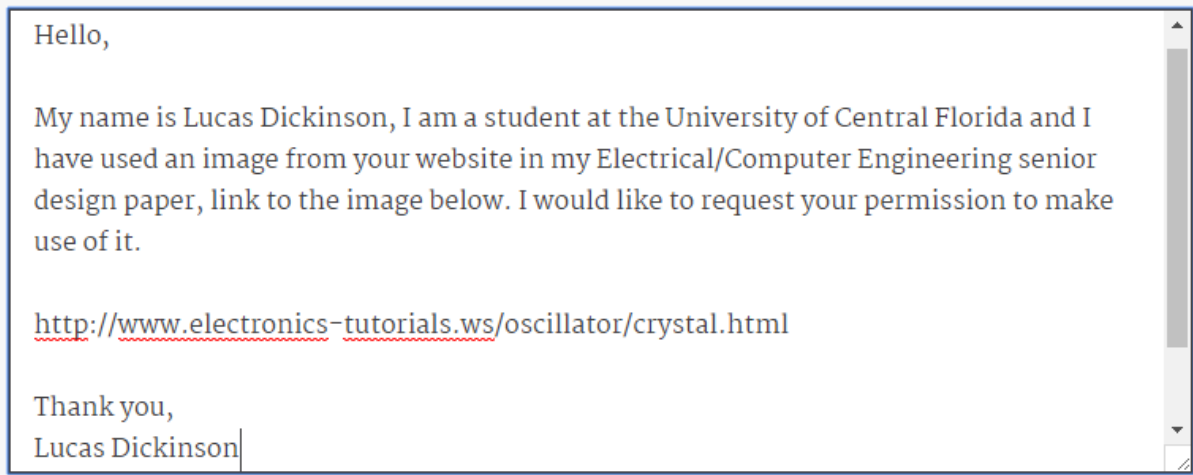 Hello,
My name is Lucas Dickinson, I am a student at the University of Central Florida and I
have used an image from your website in my Electrical/Computer Engineering senior
design paper, link to the image below. I would like to request your permission to make
use of it.
http://www.electronics-tutorials.ws/oscillator/crystal.html
Thank you,
Lucas Dickinson